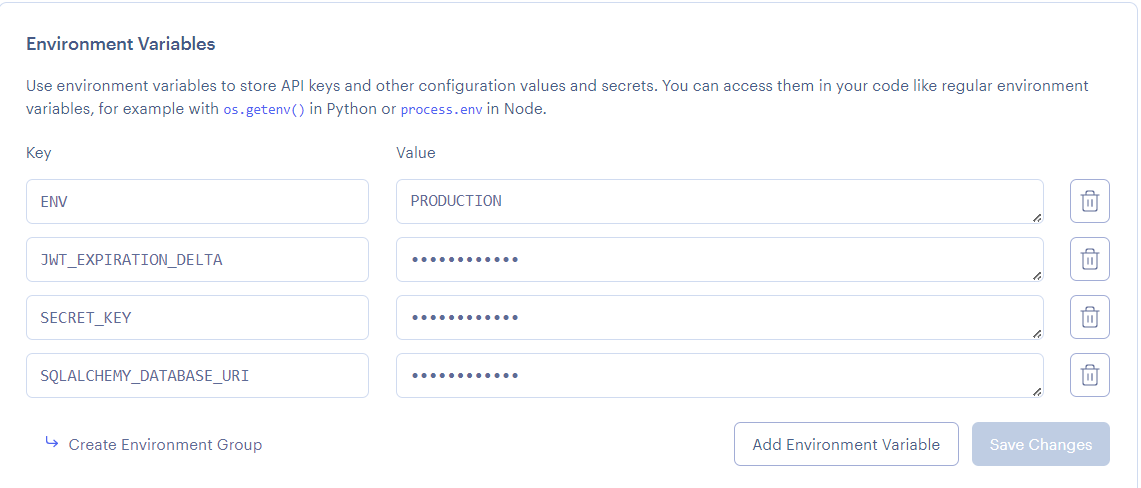 Environment Variables
Use environment variables to store API keys and other configuration values and secrets. You can access them in your code like regular environment
variables, for example with os.getenv() in Python or process.env in Node.
Key Value
ENV PRODUCTION
JWT_EXPIRATION_DELTA ••••••••••••
SECRET_KEY ••••••••••••
SQLALCHEMY_DATABASE_URI ••••••••••••
Create Environment Group Add Environment Variable Save Changes